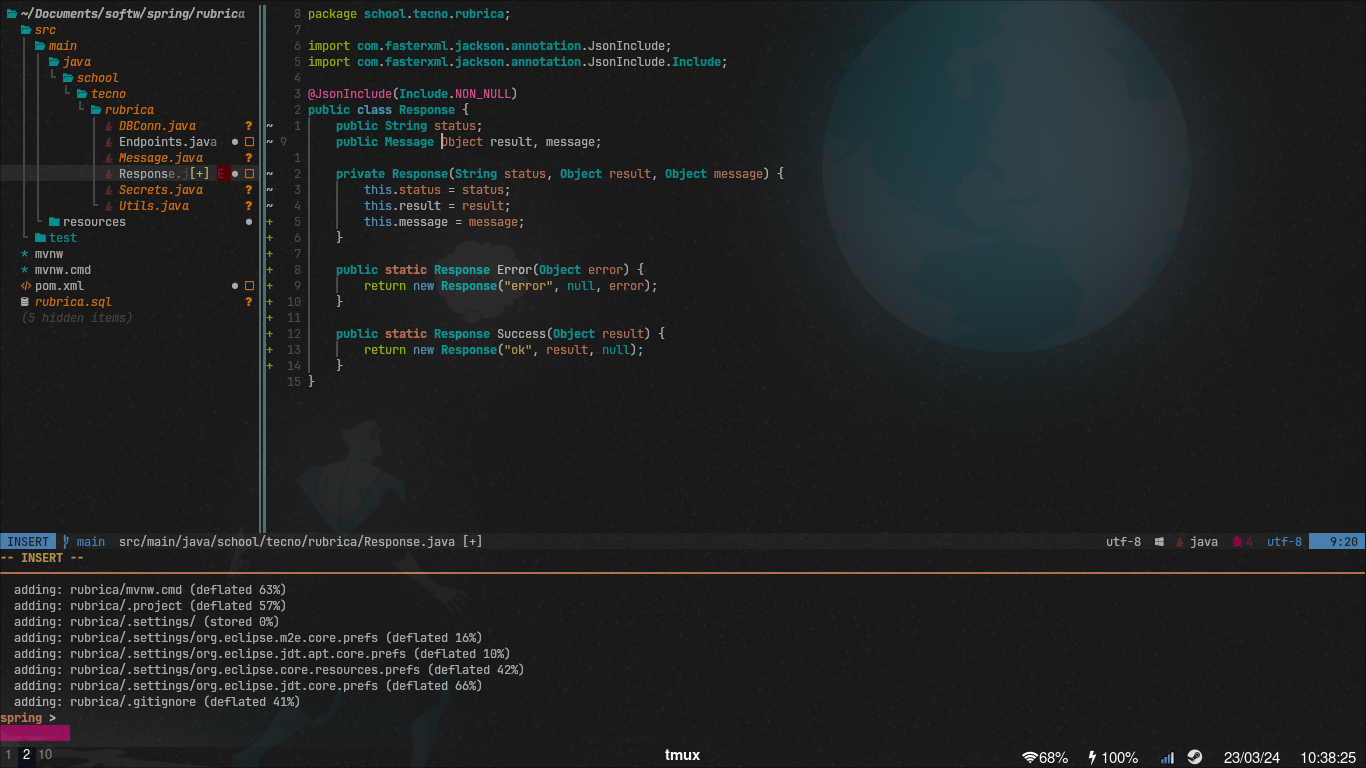 ~/Documents/softw/spring/rubrica
src
main
java
school
tecno
rubrica
DBConn.java ?
Endpoints.java
Message.java ?
Response.j[+] E
Secrets.java ?
Utils.java ?
resources
test
* mvnw
* mvnw.cmd
</> pom.xml
rubrica.sql ?
(5 hidden items)
8 package school.tecno.rubrica;
7
6 import com.fasterxml.jackson.annotation.JsonInclude;
5 import com.fasterxml.jackson.annotation.JsonInclude.Include;
4
3 @JsonInclude(Include.NON_NULL)
2 public class Response {
~ 1 public String status;
~ 9 public Message Object result, message;
1
~ 2 private Response(String status, Object result, Object message) {
~ 3 this.status = status;
~ 4 this.result = result;
+ 5 this.message = message;
+ 6 }
+ 7
+ 8 public static Response Error(Object error) {
+ 9 return new Response("error", null, error);
+ 10 }
+ 11
+ 12 public static Response Success(Object result) {
+ 13 return new Response("ok", result, null);
+ 14 }
15 }
INSERT main src/main/java/school/tecno/rubrica/Response.java [+] utf-8 java 4 utf-8 9:20
-- INSERT --
adding: rubrica/mvnw.cmd (deflated 63%)
adding: rubrica/.project (deflated 57%)
adding: rubrica/.settings/ (stored 0%)
adding: rubrica/.settings/org.eclipse.m2e.core.prefs (deflated 16%)
adding: rubrica/.settings/org.eclipse.jdt.apt.core.prefs (deflated 10%)
adding: rubrica/.settings/org.eclipse.core.resources.prefs (deflated 42%)
adding: rubrica/.settings/org.eclipse.jdt.core.prefs (deflated 66%)
adding: rubrica/.gitignore (deflated 41%)
spring >
1 2 10 tmux 68% 100% 23/03/24 10:38:25